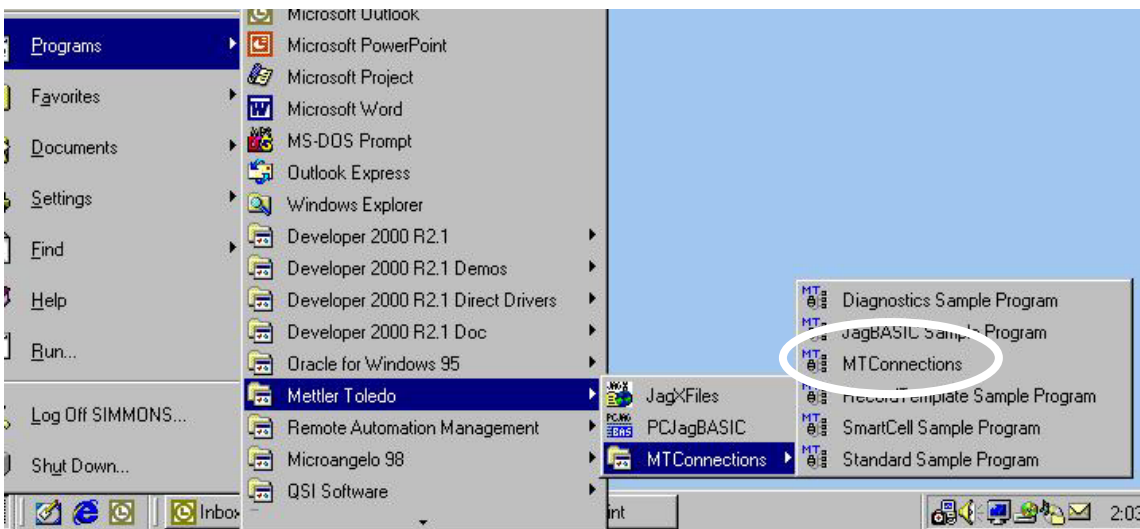 Programs
Favorites
Documents
Settings
Find
Help
Run...
Log Off SIMMONS...
Shut Down...
Microsoft Outlook
Microsoft PowerPoint
Microsoft Project
Microsoft Word
MS-DOS Prompt
Outlook Express
Windows Explorer
Developer 2000 R2.1
Developer 2000 R2.1 Demos
Developer 2000 R2.1 Direct Drivers
Developer 2000 R2.1 Doc
Oracle for Windows 95
Mettler Toledo
Remote Automation Management
Microangelo 98
QSI Software
JagXFiles
PCJagBASIC
MTConnections
Diagnostics Sample Program
JagBASIC Sample Program
MTConnections
RecordTemplate Sample Program
SmartCell Sample Program
Standard Sample Program
Inbox
int
2:03